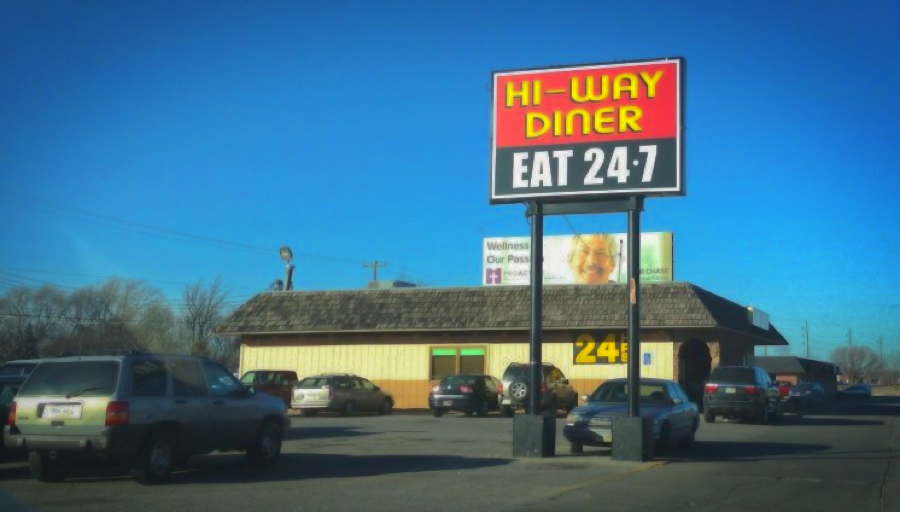 HI-WAY
DINER
EAT 24·7
Wellness
Our Pass
24